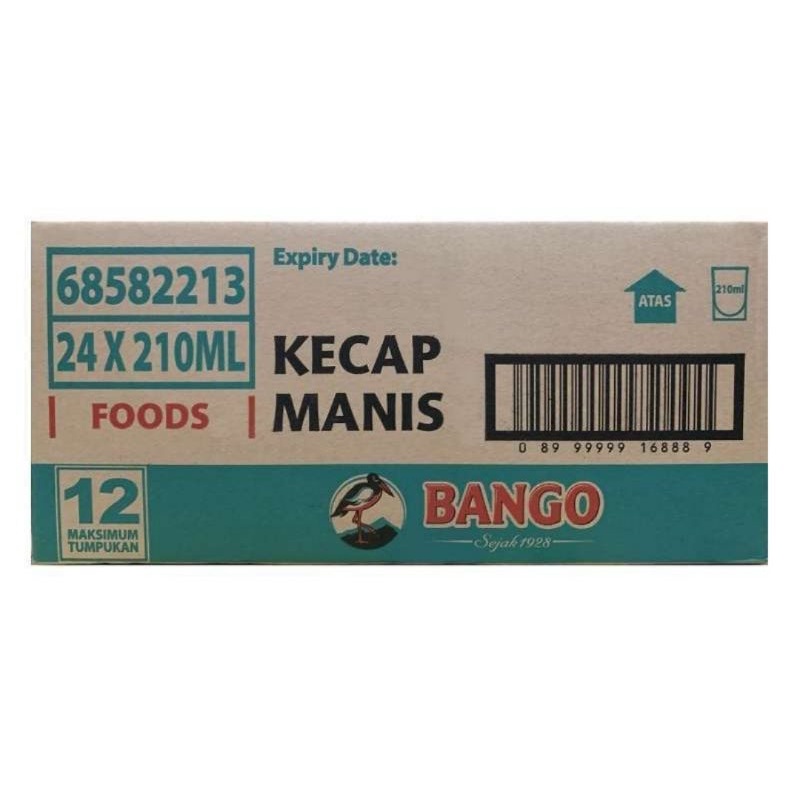 68582213
24 X 210ML
FOODS
Expiry Date:
KECAP
MANIS
ATAS
210ml
0 89 99999 16888 9
12
MAKSIMUM
TUMPUKAN
BANGO
Sejak 1928